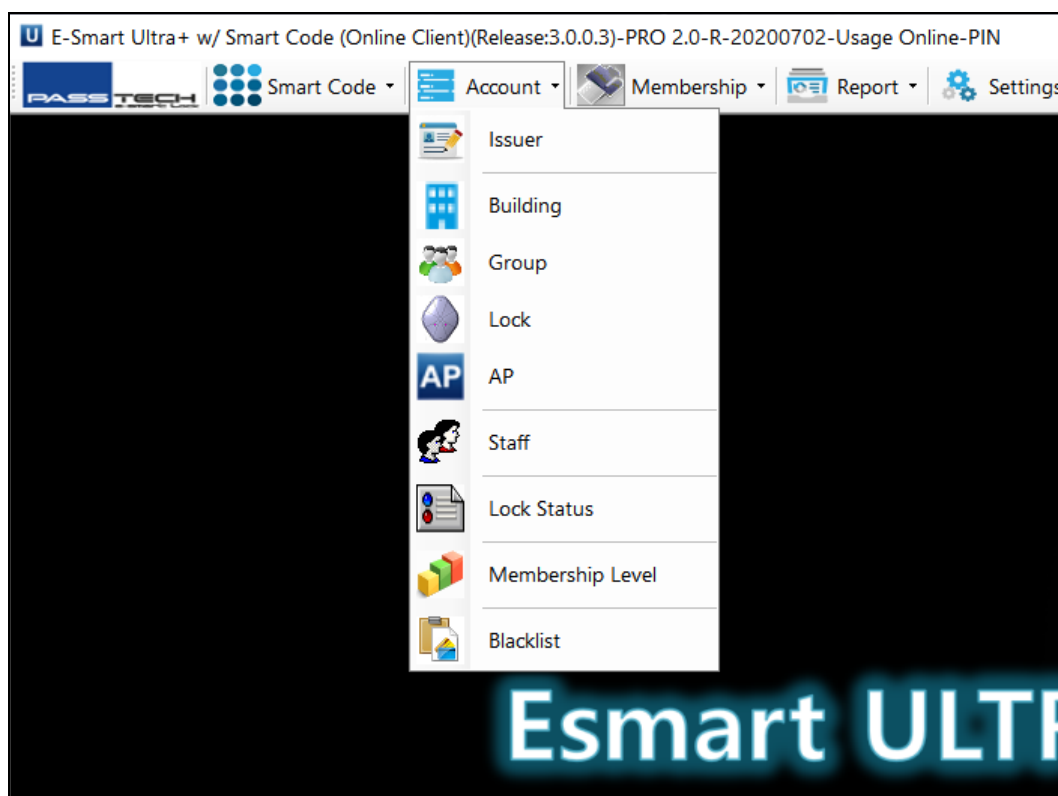 U E-Smart Ultra+ w/ Smart Code (Online Client)(Release:3.0.0.3)-PRO 2.0-R-20200702-Usage Online-PIN
PASSTECH Smart Code Account Membership Report Settings
Issuer
Building
Group
Lock
AP AP
Staff
Lock Status
Membership Level
Blacklist
Esmart ULTR